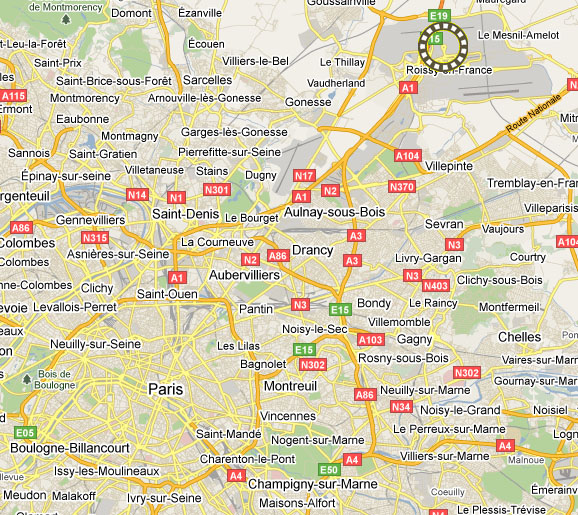 Goussainville
Mauregard
Domont
Ézanville
E19
15
Le Mesnil-Amelot
-Leu-la-Forêt
Écouen
Saint-Prix
Villiers-le-Bel
Le Thillay
Roissy-en-France
Forêt de
Montmorency
Saint-Brice-sous-Forêt
Sarcelles
Vaudherland
A1
A115
Montmorency
Arnouville-lès-Gonesse
Gonesse
Ermont
Eaubonne
Route Nationale
Montmagny
Garges-lès-Gonesse
Sannois
Saint-Gratien
Pierrefitte-sur-Seine
A104
Villepinte
Épinay-sur-Seine
Villetaneuse
Stains
Dugny
N17
N370
Tremblay-en-Fran
Argenteuil
N14
N1
N301
A1
N2
Villeparisis
Gennevilliers
Saint-Denis
Le Bourget
Aulnay-sous-Bois
Sevran
A86
Vaujours
Colombes
N315
La Courneuve
A3
N3
A104
Asnières-sur-Seine
N2
A86
Drancy
A3
Livry-Gargan
Courtry
A1
Aubervilliers
N3
N403
Clichy-sous-Bois
-Colombes
Clichy
Saint-Ouen
Levallois-Perret
Pantin
N3
E15
Bondy
Le Raincy
Montfermeil
Noisy-le-Sec
Villemomble
Neuilly-sur-Seine
Les Lilas
E15
A103
Gagny
Chelles
Bois de
Boulogne
Bagnolet
N302
Rosny-sous-Bois
Vaires-sur-Marn
N302
Paris
Montreuil
A86
Neuilly-sur-Marne
Gournay-sur-Mar
N34
Noisy-le-Grand
Noisiel
Vincennes
E05
Saint-Mandé
Le Perreux-sur-Marne
Nogent-sur-Marne
A4
Boulogne-Billancourt
Charenton-le-Pont
Villiers-sur-Marne
A4
Malnoue
Issy-les-Moulineaux
A4
E50
Champigny-sur-Marne
Émerainv
Meudon
Malakoff
Ivry-sur-Seine
Maisons-Alfort
Coeuilly
Clamart
N4
Le Plessis-Trévise